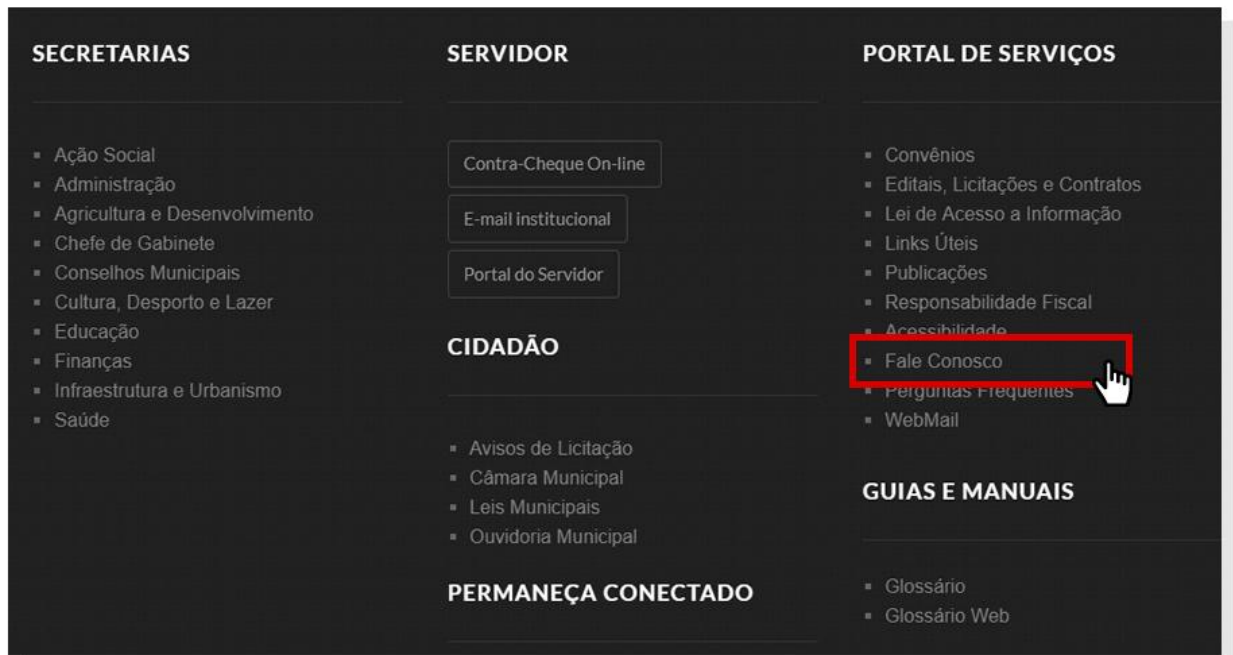 SECRETARIAS
Ação Social
Administração
Agricultura e Desenvolvimento
Chefe de Gabinete
Conselhos Municipais
Cultura, Desporto e Lazer
Educação
Finanças
Infraestrutura e Urbanismo
Saúde
SERVIDOR
Contra-Cheque On-line
E-mail institucional
Portal do Servidor
CIDADÃO
Avisos de Licitação
Câmara Municipal
Leis Municipais
Ouvidoria Municipal
PERMANEÇA CONECTADO
PORTAL DE SERVIÇOS
Convênios
Editais, Licitações e Contratos
Lei de Acesso a Informação
Links Úteis
Publicações
Responsabilidade Fiscal
Acessibilidade
Fale Conosco
Perguntas Frequentes
WebMail
GUIAS E MANUAIS
Glossário
Glossário Web